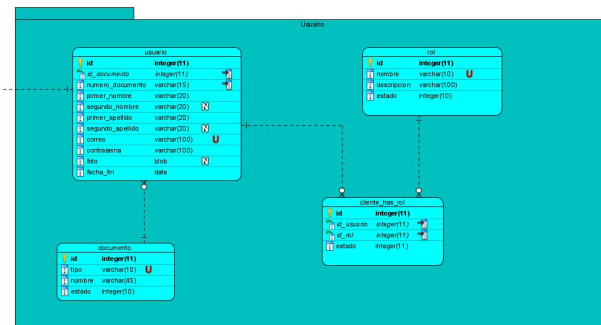 Usuario
usuario
id integer(11)
id_documento integer(11)
numero_documento varchar(15)
pimer_nombre varchar(20)
segundo_nombre varchar(20) N
primer_apellido varchar(20)
segundo_apellido varchar(20) N
correo varchar(100) U
contraseina varchar(100)
foto blob N
fecha_fin date
rol
id integer(11)
nombre varchar(10) U
descripcion varchar(100)
estado integer(10)
cliente_has_rol
id integer(11)
id_usuario integer(11)
id_rol integer(11)
estado integer(11)
documento
id integer(11)
tipo varchar(10) U
nombre varchar(45)
estado integer(10)